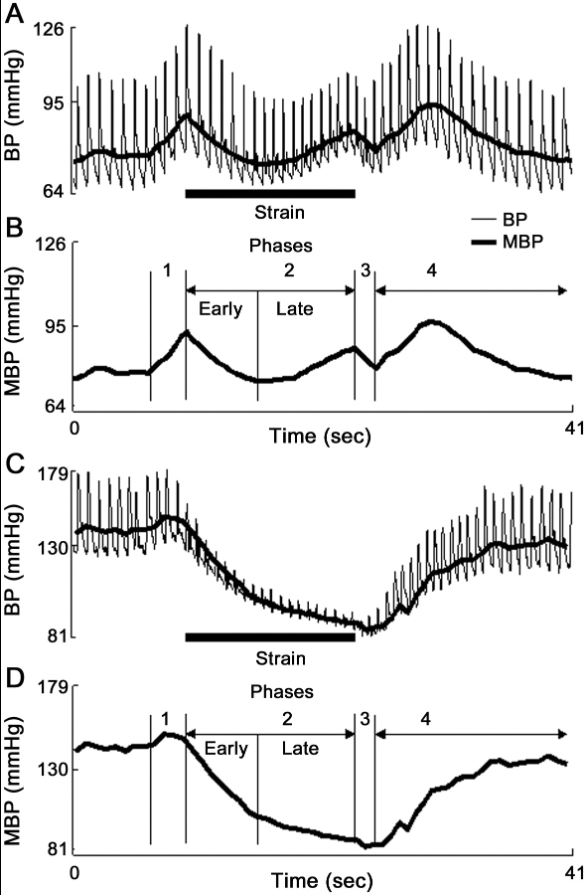 A
126
95
64
BP (mmHg)
Strain
BP
MBP
B
Phases
126
95
64
MBP (mmHg)
1
2
3
4
Early
Late
0
Time (sec)
41
C
179
130
81
BP (mmHg)
Strain
D
Phases
179
130
81
MBP (mmHg)
1
2
3
4
Early
Late
0
Time (sec)
41